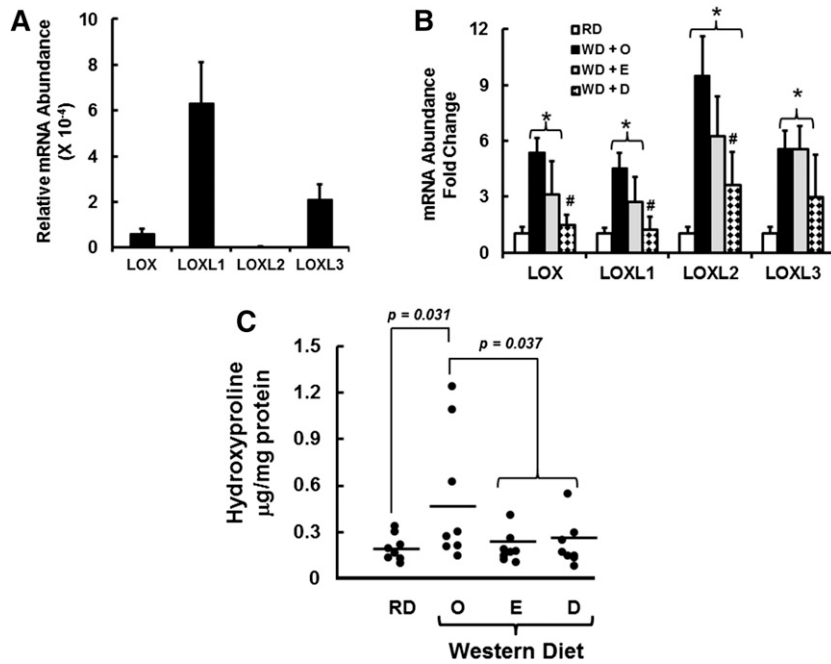 A
Relative mRNA Abundance
(X 10-4)
10
8
6
4
2
0
LOX LOXL1 LOXL2 LOXL3
B
mRNA Abundance
Fold Change
12
9
6
3
0
RD
WD + O
WD + E
WD + D
*
*
*
*
#
#
#
LOX LOXL1 LOXL2 LOXL3
C
p = 0.031
p = 0.037
Hydroxyproline
µg/mg protein
1.5
1.2
0.9
0.6
0.3
0
RD O E D
Western Diet